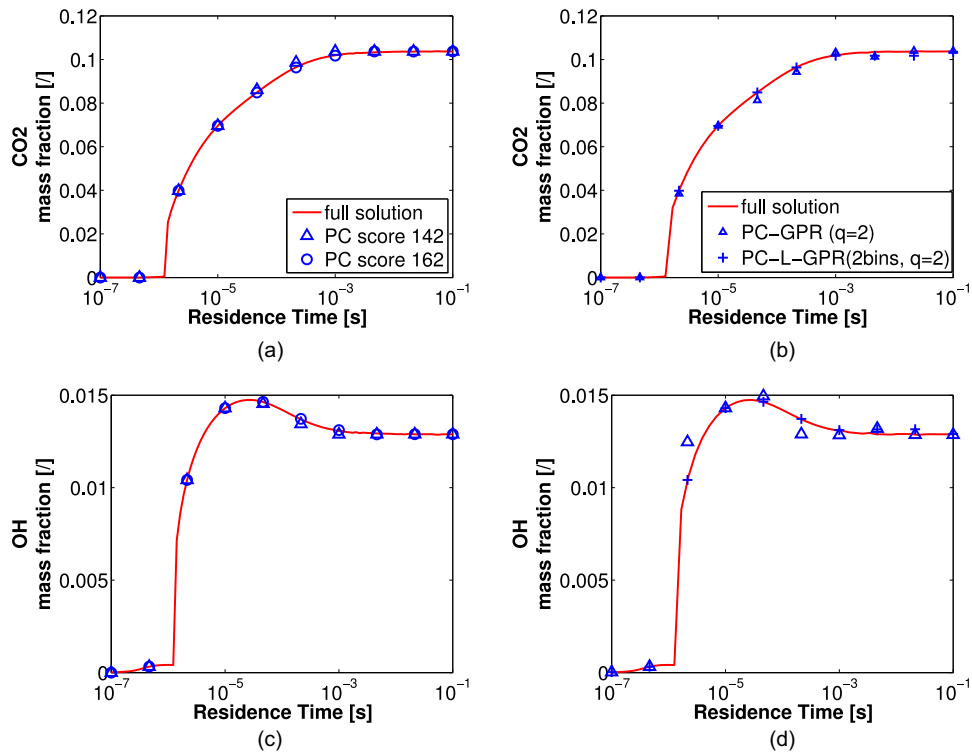 0.12
0.1
0.08
0.06
0.04
0.02
0
CO2
mass fraction [/]
full solution
PC score 142
PC score 162
10^-7
10^-5
10^-3
10^-1
Residence Time [s]
(a)
0.12
0.1
0.08
0.06
0.04
0.02
0
CO2
mass fraction [/]
full solution
PC−GPR (q=2)
PC−L−GPR(2bins, q=2)
10^-7
10^-5
10^-3
10^-1
Residence Time [s]
(b)
0.015
0.01
0.005
0
OH
mass fraction [/]
10^-7
10^-5
10^-3
10^-1
Residence Time [s]
(c)
0.015
0.01
0.005
0
OH
mass fraction [/]
10^-7
10^-5
10^-3
10^-1
Residence Time [s]
(d)